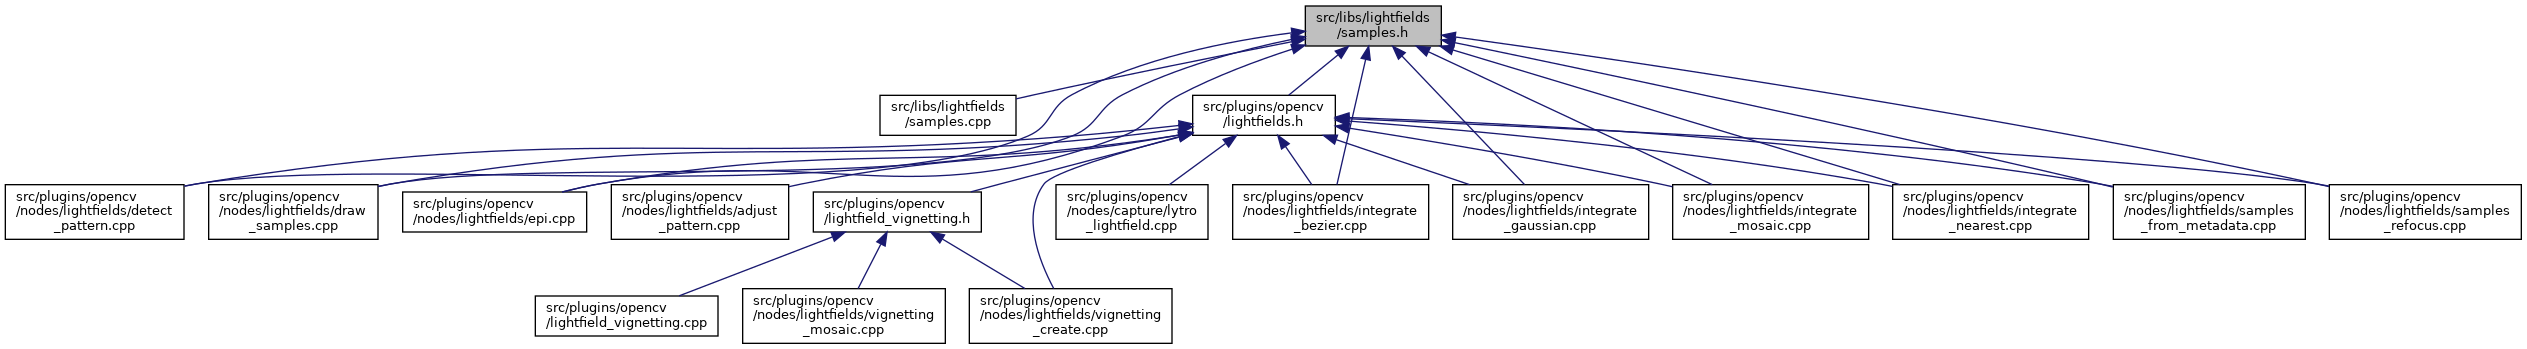 src/libs/lightfields
/samples.h
src/libs/lightfields
/samples.cpp
src/plugins/opencv
/lightfields.h
src/plugins/opencv
/nodes/lightfields/detect
_pattern.cpp
src/plugins/opencv
/nodes/lightfields/draw
_samples.cpp
src/plugins/opencv
/nodes/lightfields/epi.cpp
src/plugins/opencv
/nodes/lightfields/adjust
_pattern.cpp
src/plugins/opencv
/lightfield_vignetting.h
src/plugins/opencv
/nodes/capture/lytro
_lightfield.cpp
src/plugins/opencv
/nodes/lightfields/integrate
_bezier.cpp
src/plugins/opencv
/nodes/lightfields/integrate
_gaussian.cpp
src/plugins/opencv
/nodes/lightfields/integrate
_mosaic.cpp
src/plugins/opencv
/nodes/lightfields/integrate
_nearest.cpp
src/plugins/opencv
/nodes/lightfields/samples
_from_metadata.cpp
src/plugins/opencv
/nodes/lightfields/samples
_refocus.cpp
src/plugins/opencv
/lightfield_vignetting.cpp
src/plugins/opencv
/nodes/lightfields/vignetting
_mosaic.cpp
src/plugins/opencv
/nodes/lightfields/vignetting
_create.cpp